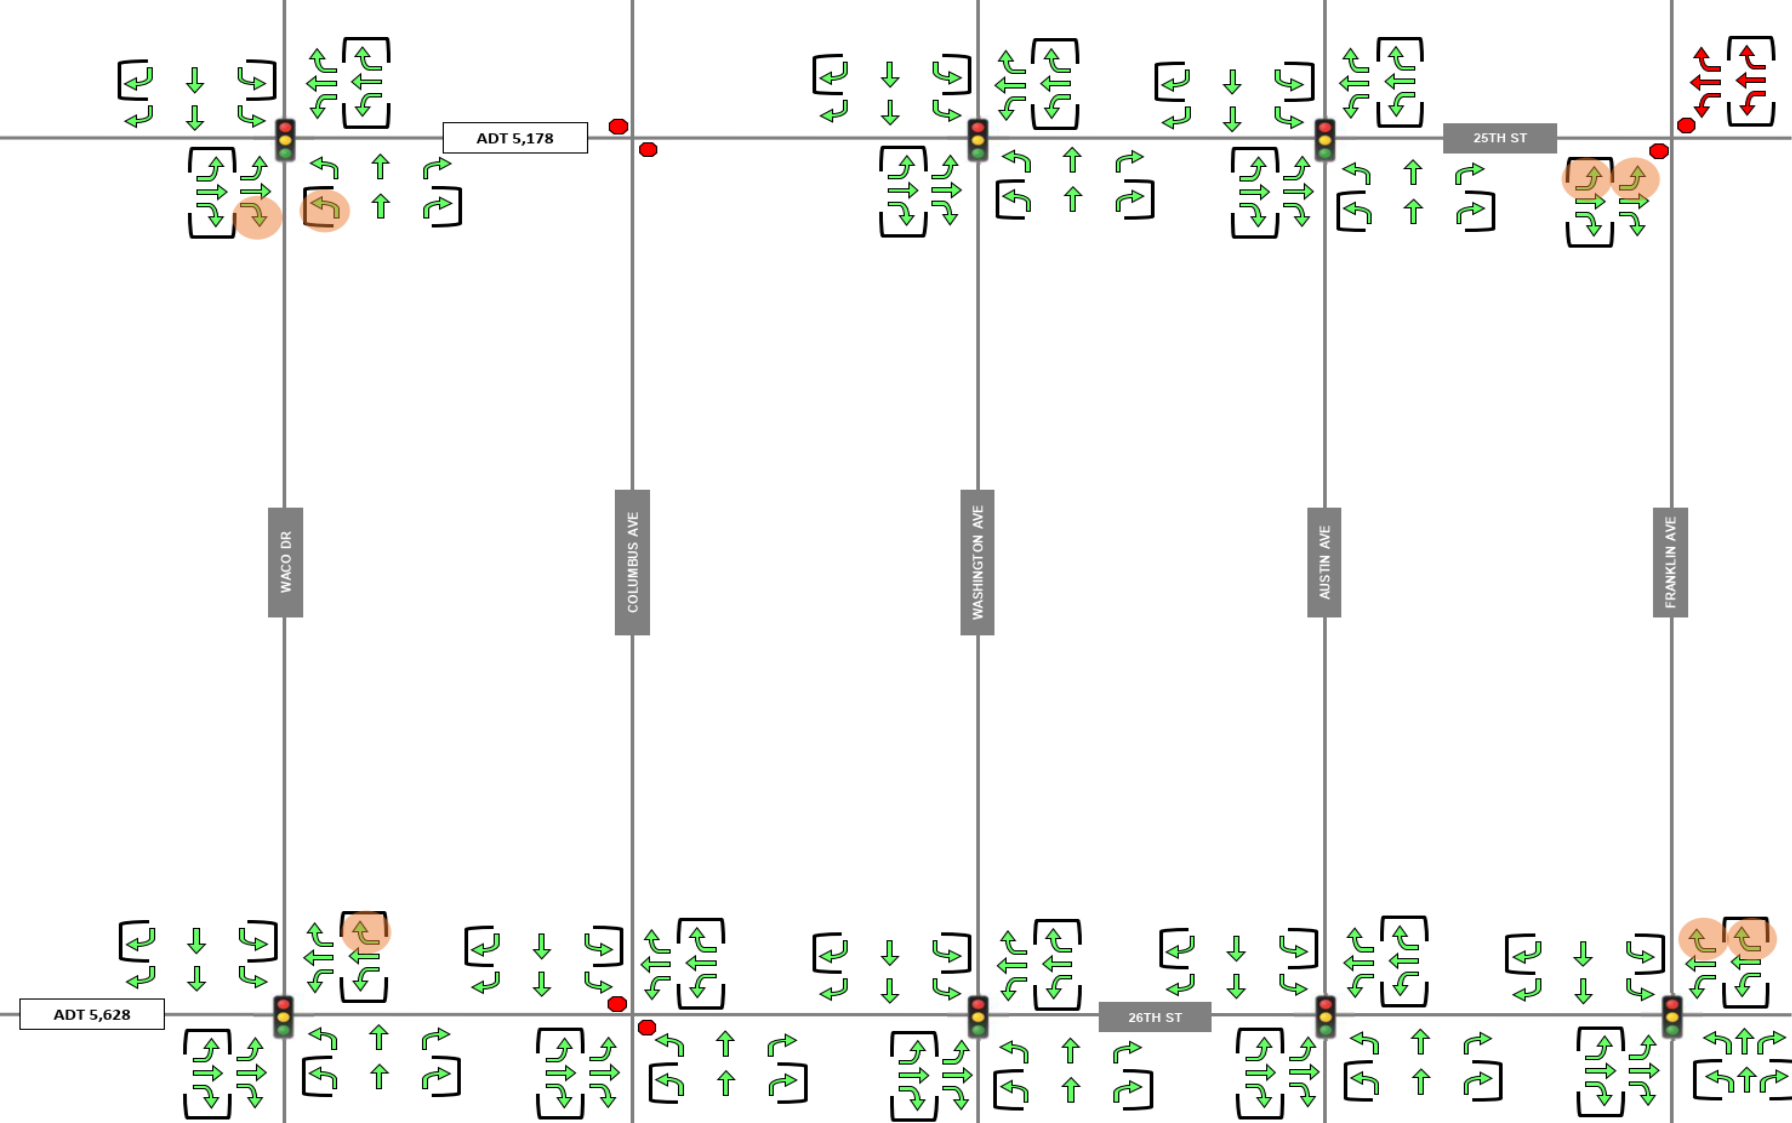 ADT 5,178
25TH ST
WACO DR
COLUMBUS AVE
WASHINGTON AVE
AUSTIN AVE
FRANKLIN AVE
ADT 5,628
26TH ST